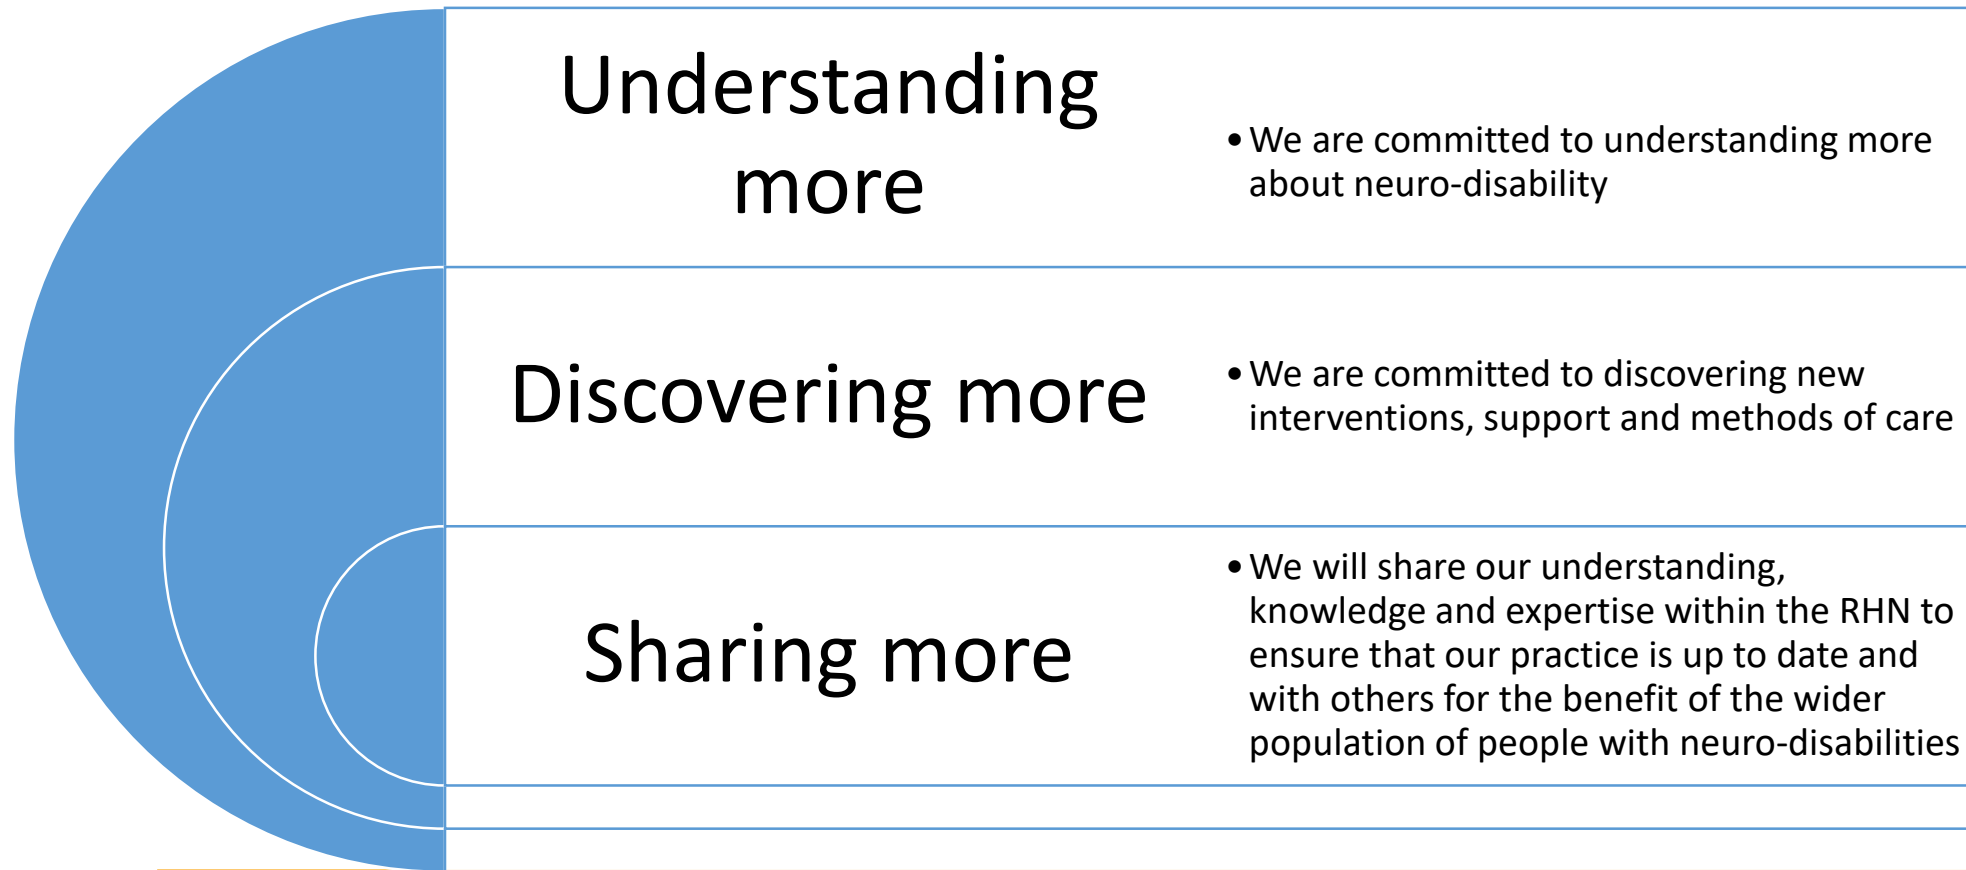 Understanding
more
•We are committed to understanding more
about neuro-disability
Discovering more
•We are committed to discovering new
interventions, support and methods of care
Sharing more
•We will share our understanding,
knowledge and expertise within the RHN to
ensure that our practice is up to date and
with others for the benefit of the wider
population of people with neuro-disabilities